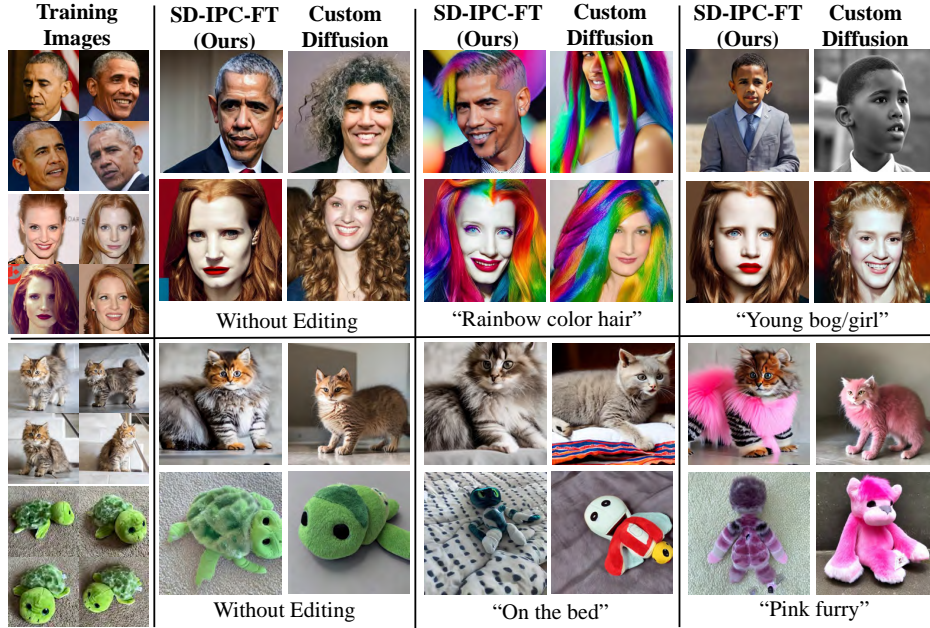 Training
Images
SD-IPC-FT
(Ours)
Custom
Diffusion
SD-IPC-FT
(Ours)
Custom
Diffusion
SD-IPC-FT
(Ours)
Custom
Diffusion
Without Editing
“Rainbow color hair”
“Young bog/girl”
Without Editing
“On the bed”
“Pink furry”